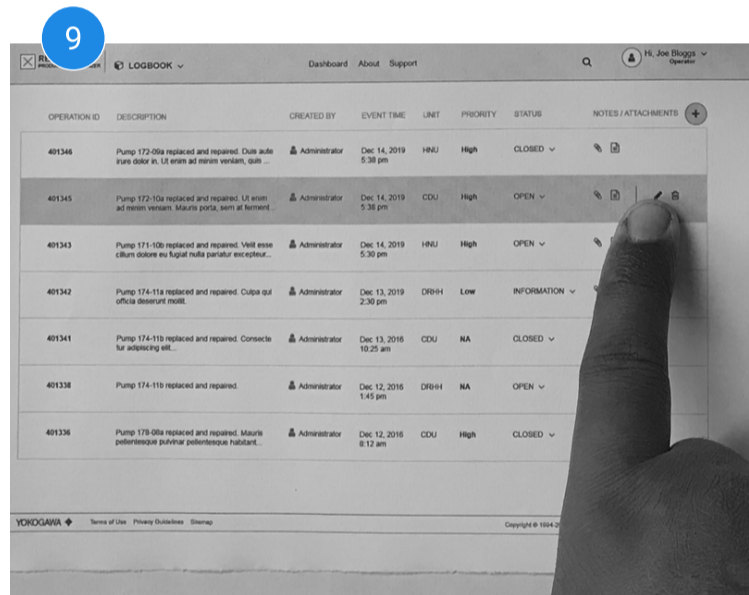 9
LOGBOOK
Dashboard About Support
Hi, Joe Bloggs
Operator
OPERATION ID DESCRIPTION CREATED BY EVENT TIME UNIT PRIORITY STATUS NOTES / ATTACHMENTS +
401346 Pump 172-09a replaced and repaired. Duis aute Administrator Dec 14, 2019 HNU High CLOSED
irure dolor in. Ut enim ad minim veniam, quis ... 5:38 pm
401345 Pump 172-10a replaced and repaired. Ut enim Administrator Dec 14, 2019 CDU High OPEN
ad minim veniam. Mauris porta, sem at ferment... 5:38 pm
401343 Pump 171-10b replaced and repaired. Velit esse Administrator Dec 14, 2019 HNU High OPEN
cillum dolore eu fugiat nulla pariatur excepteur... 5:30 pm
401342 Pump 174-11a replaced and repaired. Culpa qui Administrator Dec 13, 2019 DRHH Low INFORMATION
officia deserunt mollit. 2:30 pm
401341 Pump 174-11b replaced and repaired. Consecte Administrator Dec 13, 2016 CDU NA CLOSED
tur adipiscing elit... 10:25 am
401338 Pump 174-11b replaced and repaired. Administrator Dec 12, 2016 DRHH NA OPEN
1:45 pm
401336 Pump 178-08a replaced and repaired. Mauris Administrator Dec 12, 2016 CDU High CLOSED
pellentesque pulvinar pellentesque habitant... 8:12 am
YOKOGAWA Terms of Use Privacy Guidelines Sitemap Copyright © 1994-